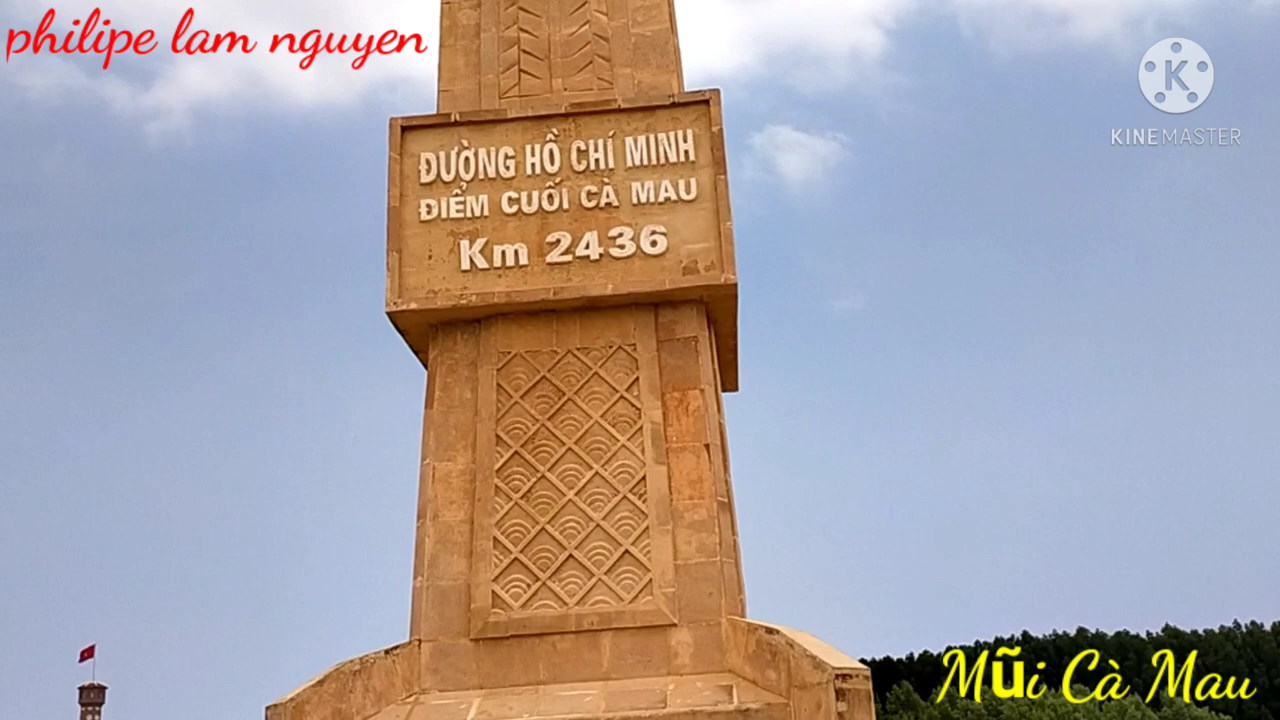 philipe lam nguyen
K
KINEMASTER
ĐƯỜNG HỒ CHÍ MINH
ĐIỂM CUỐI CÀ MAU
Km 2436
Mũi Cà Mau